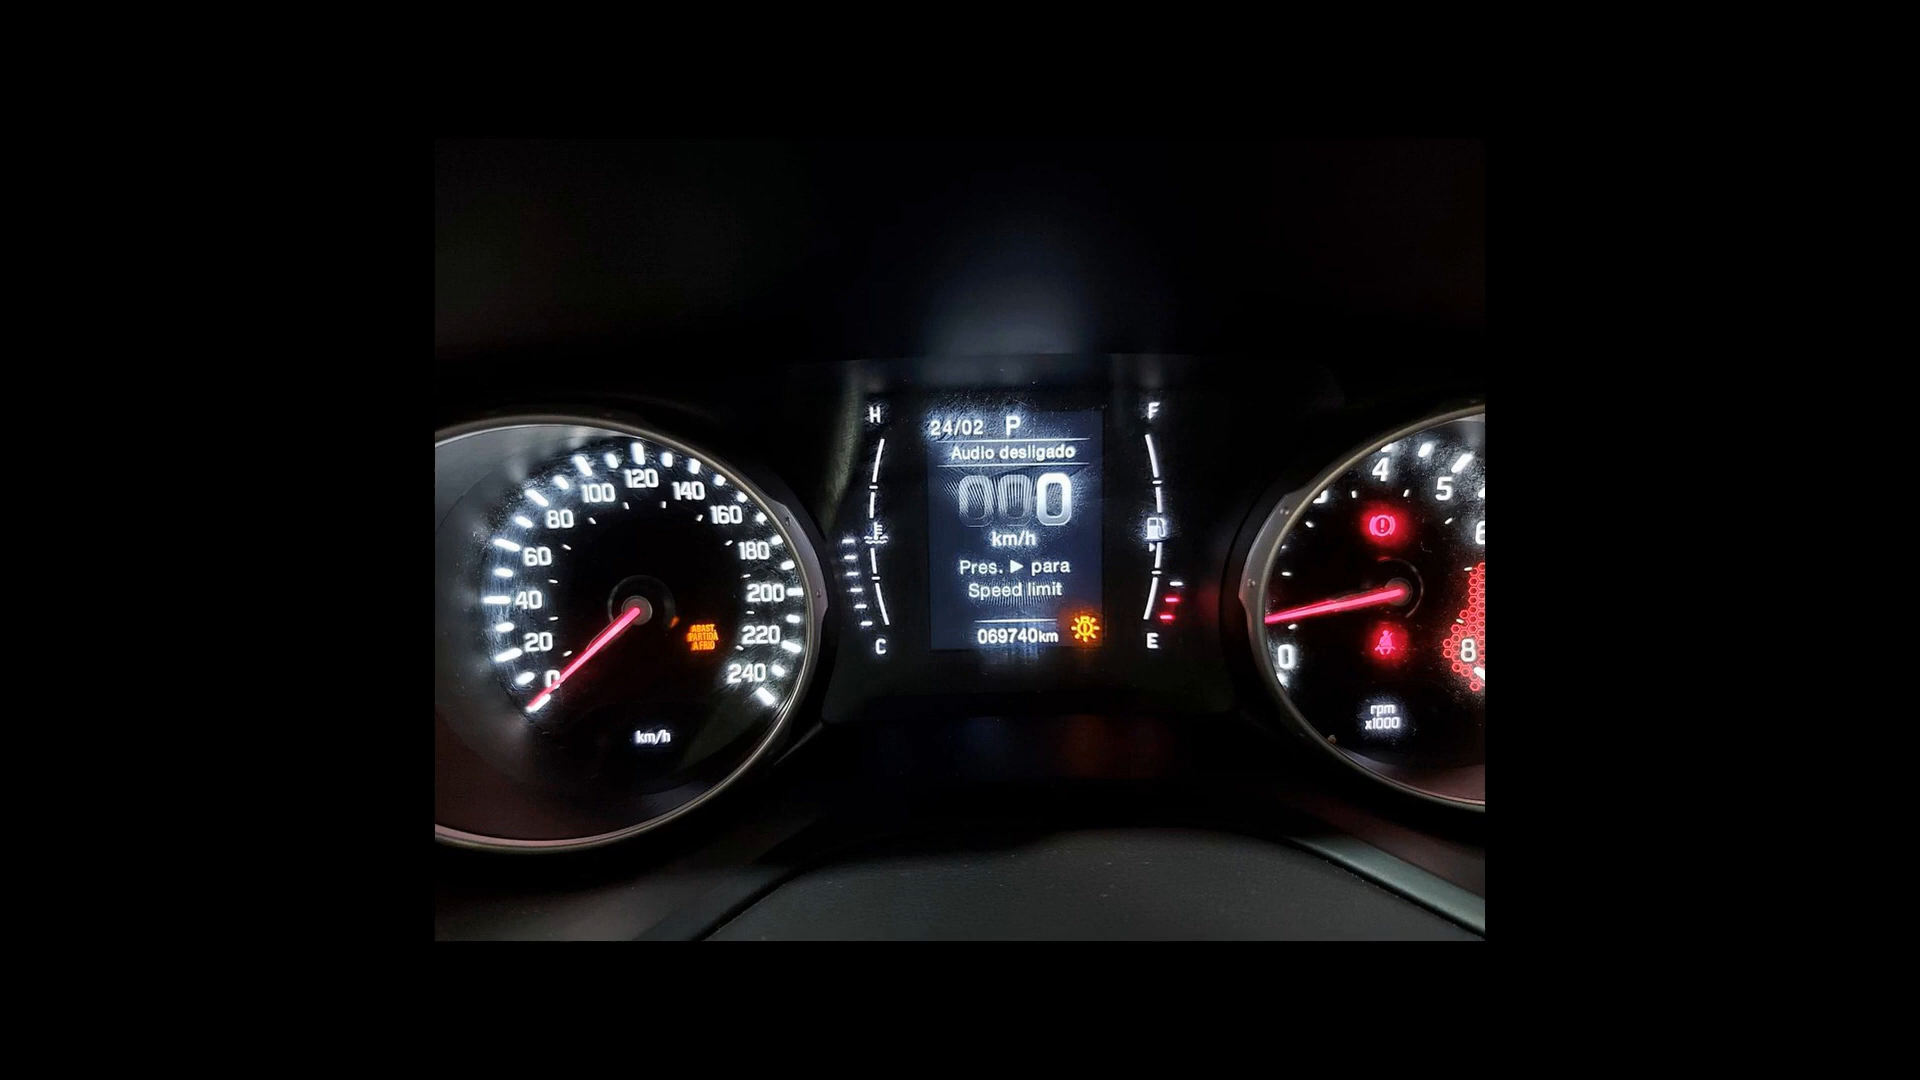 20
40
60
80
100
120
140
160
180
200
220
240
0
ABAST.
PARTIDA
A FRIO
km/h
H
C
24/02 P
Audio desligado
000
km/h
Pres. ► para
Speed limit
069740km
F
E
0
4
5
6
8
rpm
x1000